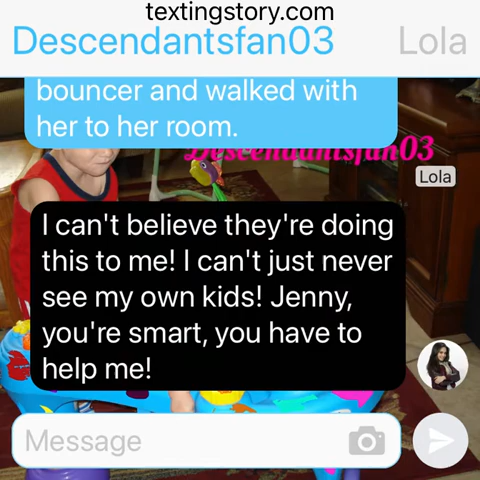 textingstory.com
Descendantsfan03 Lola
bouncer and walked with
her to her room.
Descendantsfan03
Lola
I can't believe they're doing
this to me! I can't just never
see my own kids! Jenny,
you're smart, you have to
help me!
Message